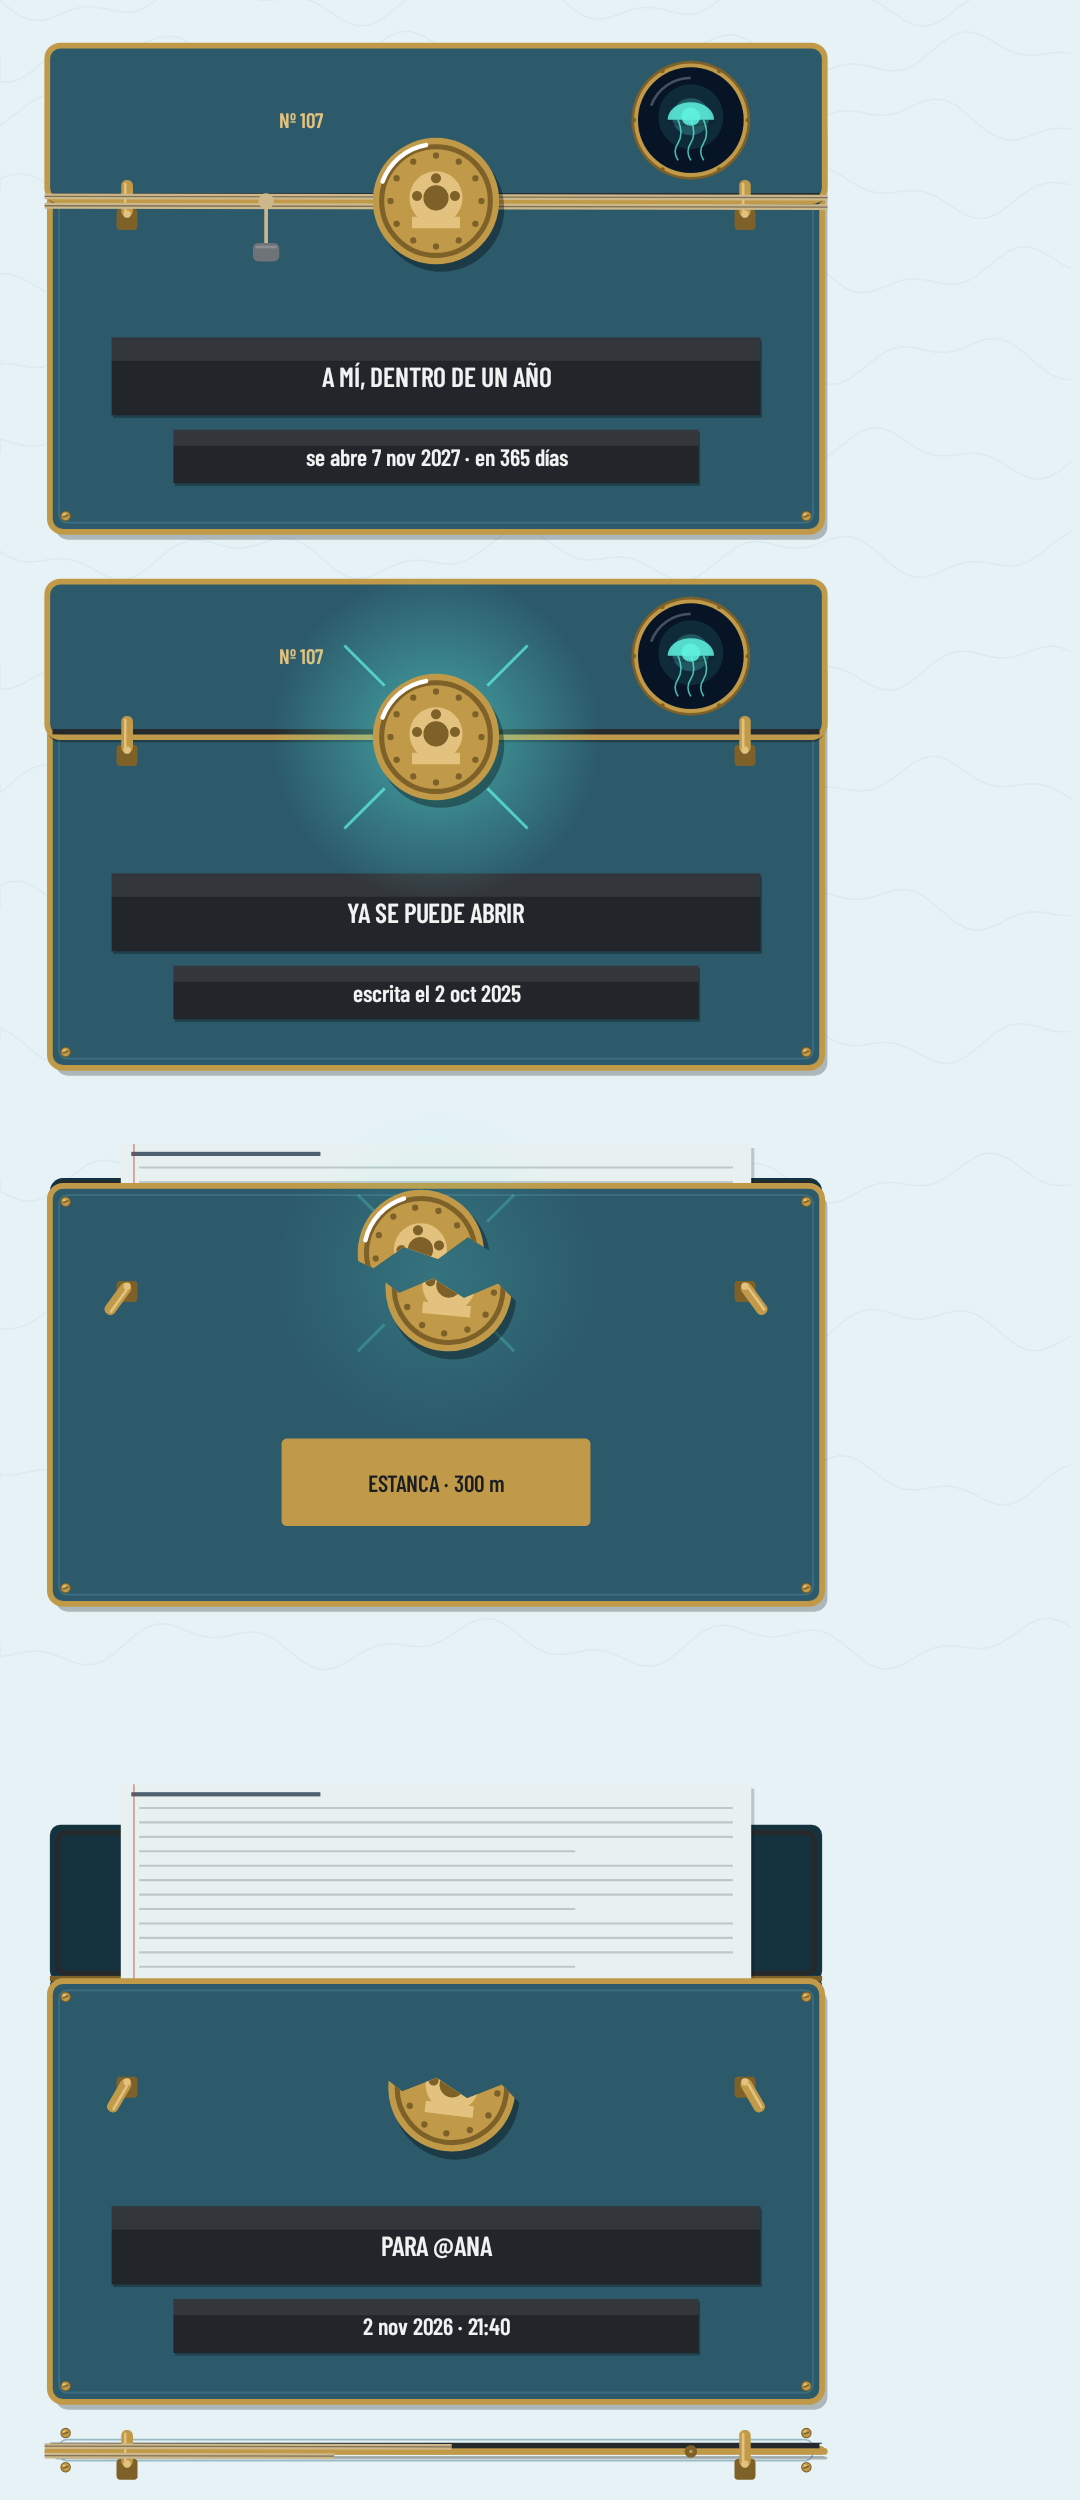 Nº 107
A MÍ, DENTRO DE UN AÑO
se abre 7 nov 2027 · en 365 días
Nº 107
YA SE PUEDE ABRIR
escrita el 2 oct 2025
ESTANCA · 300 m
PARA @ANA
2 nov 2026 · 21:40